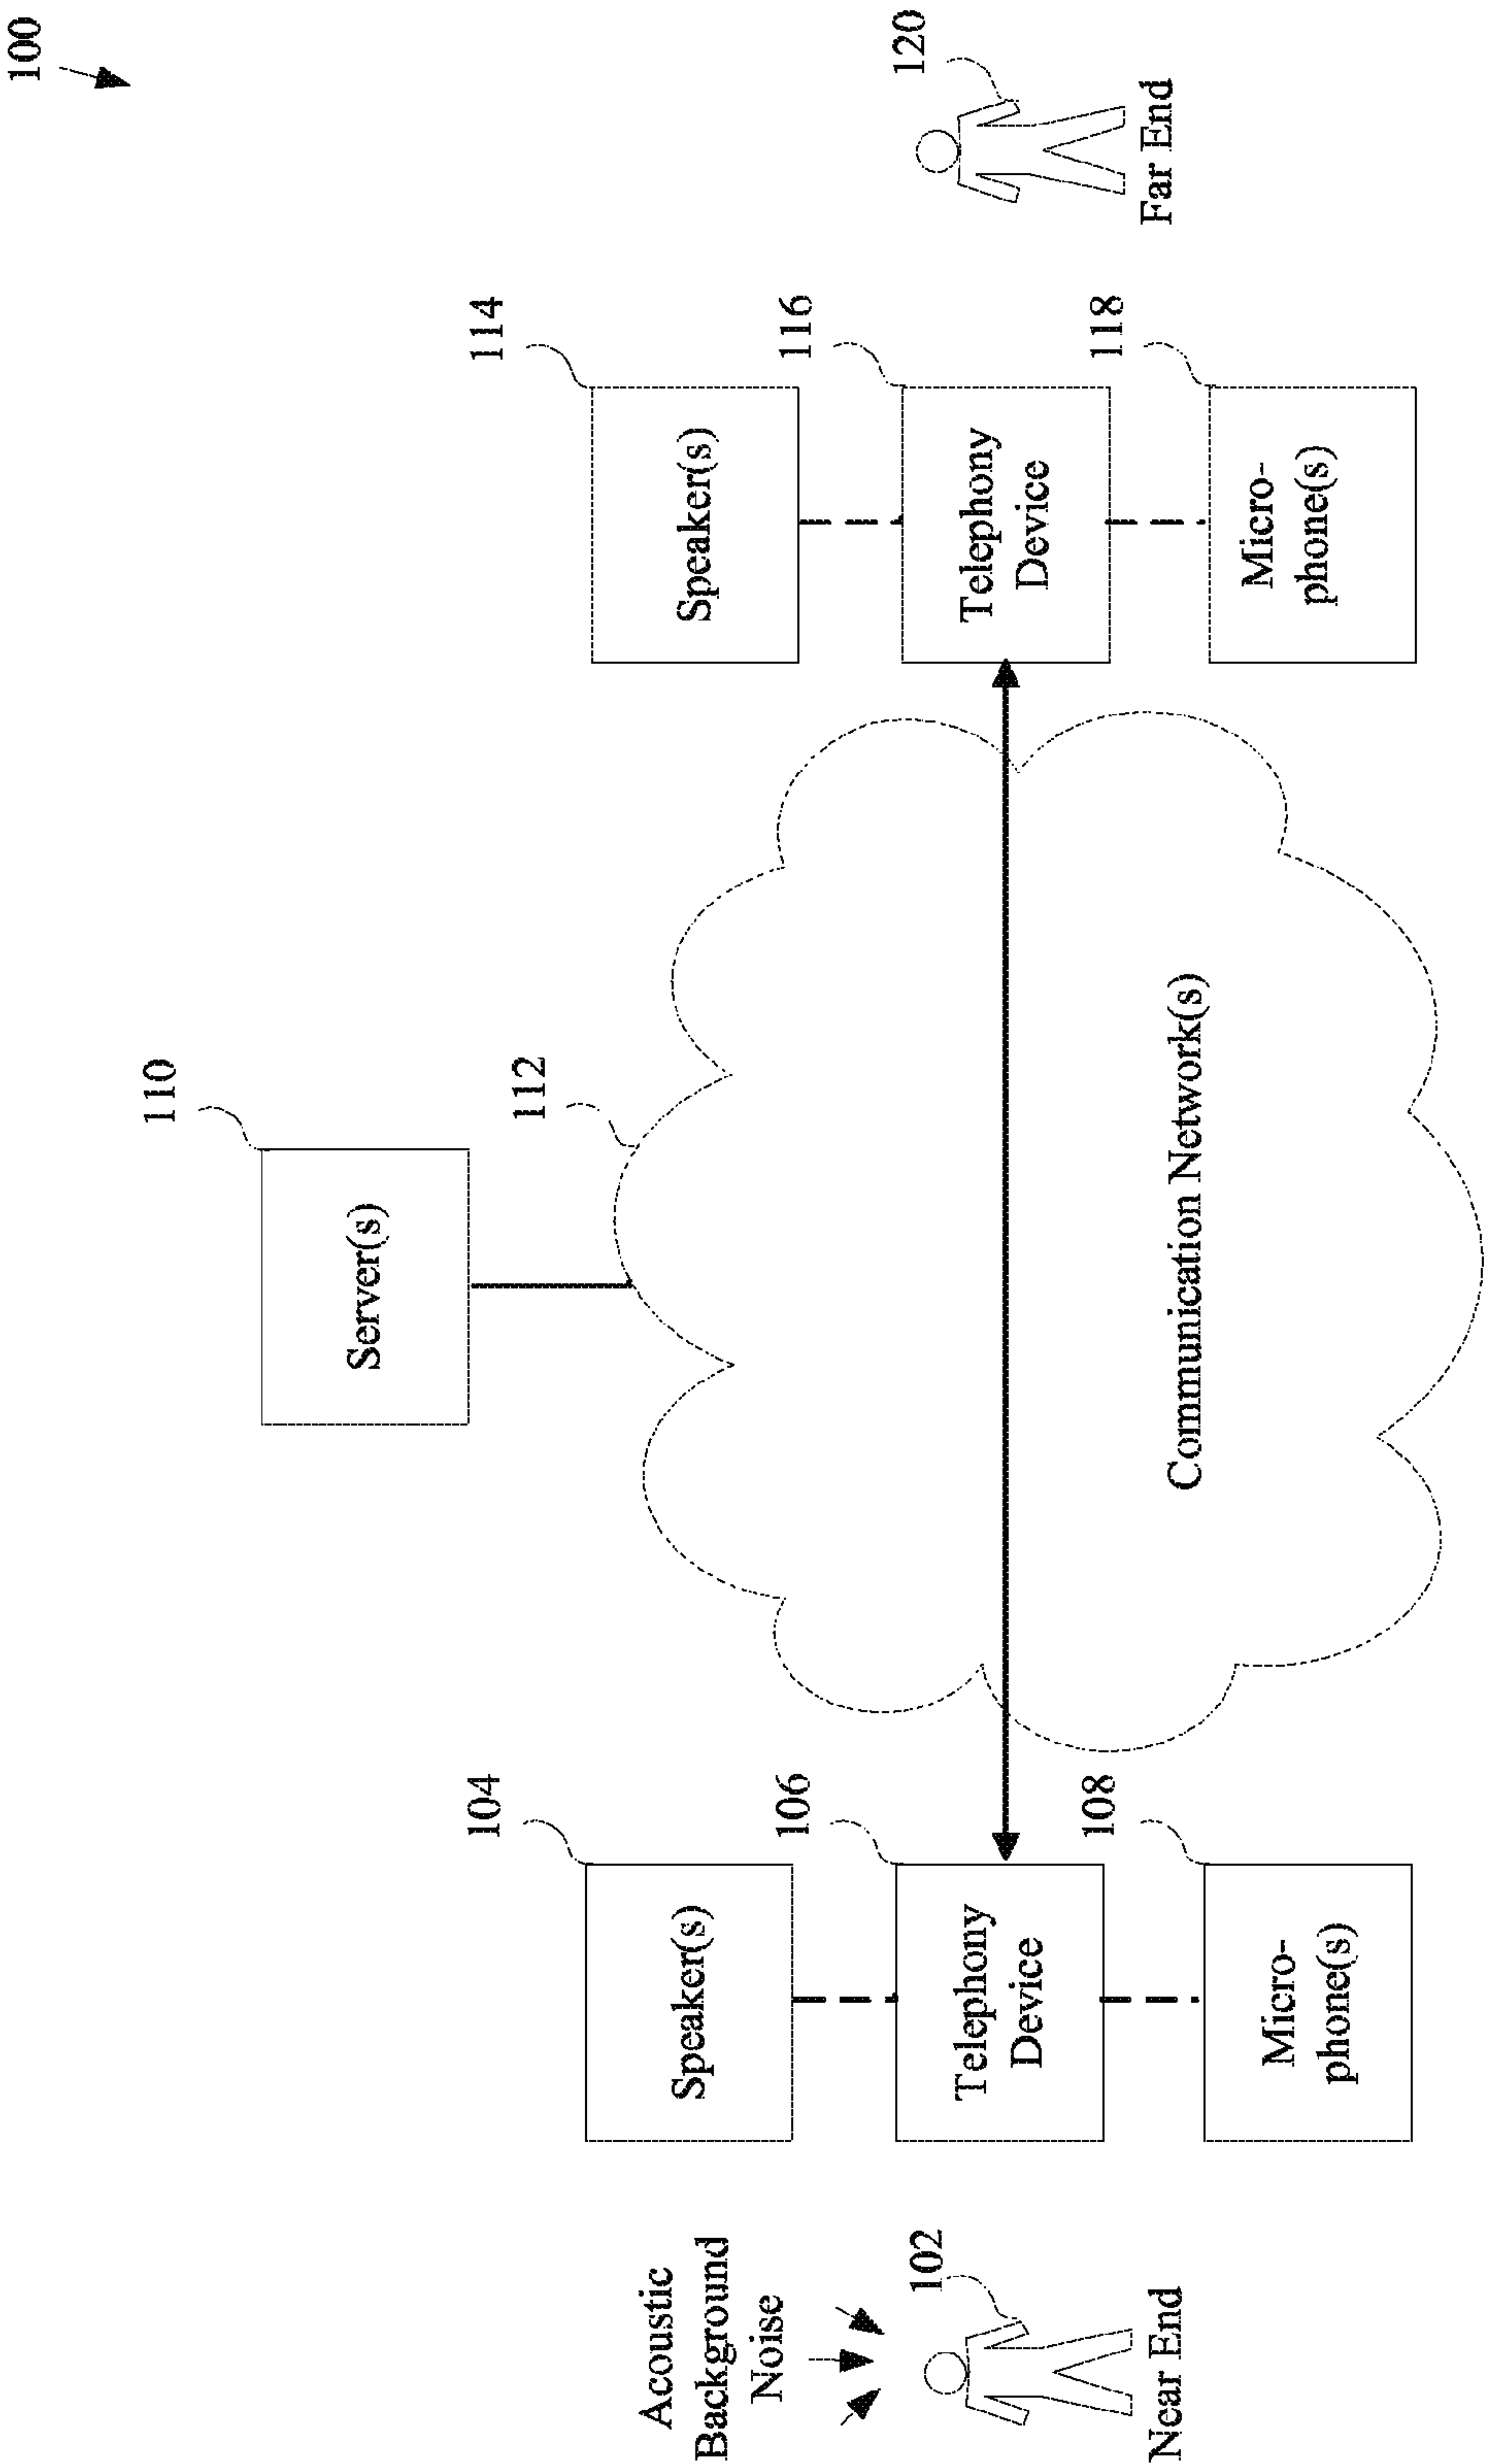 100
110
Server(s)
112
104
Speaker(s)
106
Telephony
Device
108
Micro-
phone(s)
Communication Network(s)
114
Speaker(s)
116
Telephony
Device
118
Micro-
phone(s)
Acoustic
Background
Noise
102
Near End
120
Far End